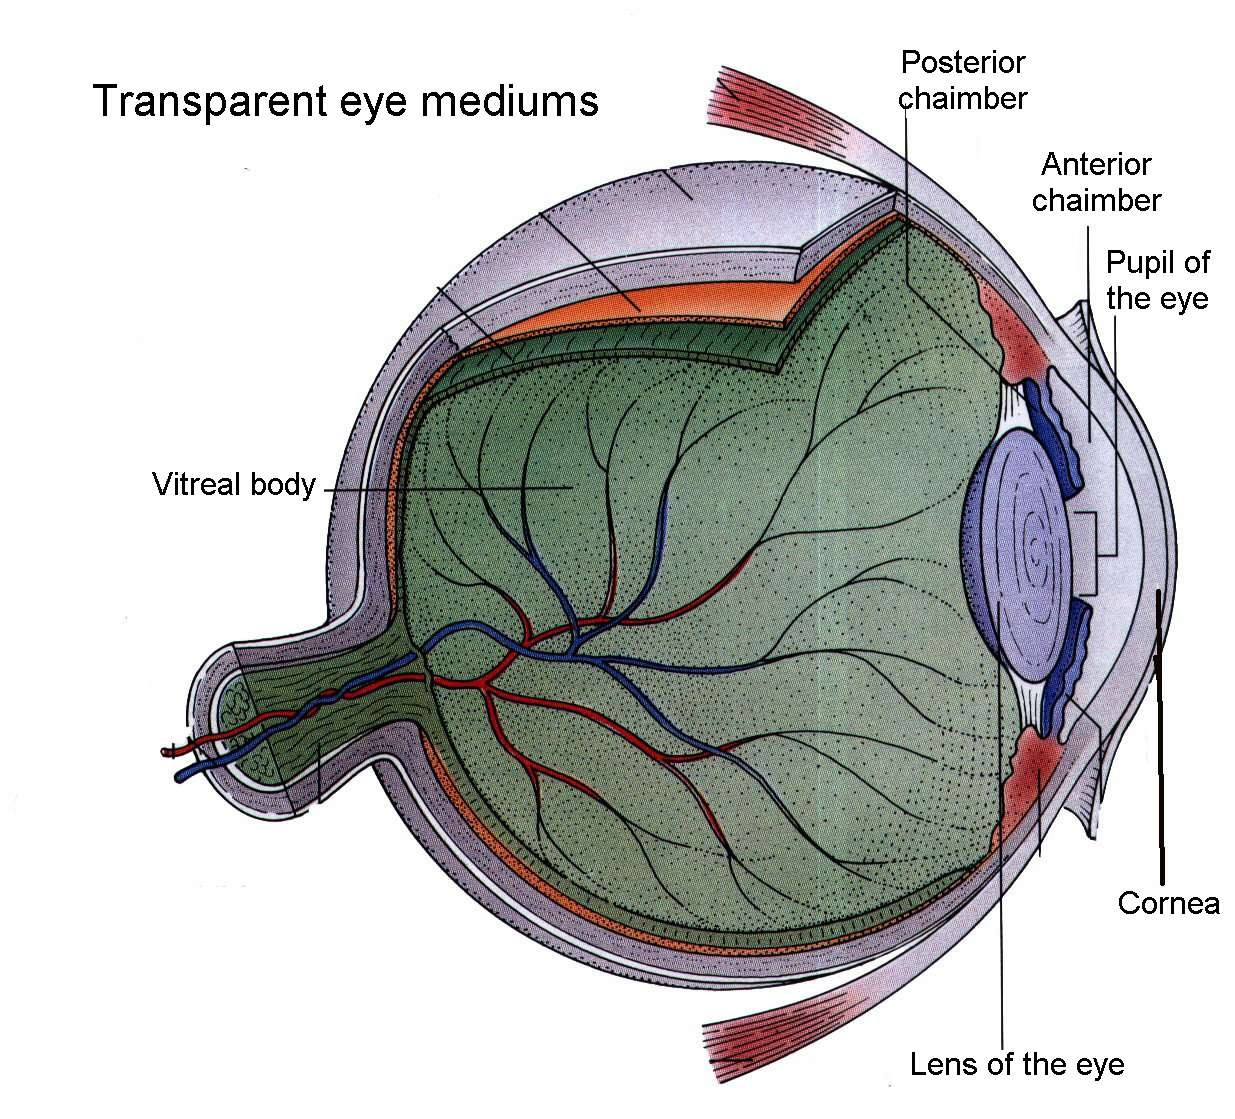 Transparent eye mediums
Posterior
chaimber
Anterior
chaimber
Pupil of
the eye
Vitreal body
Cornea
Lens of the eye